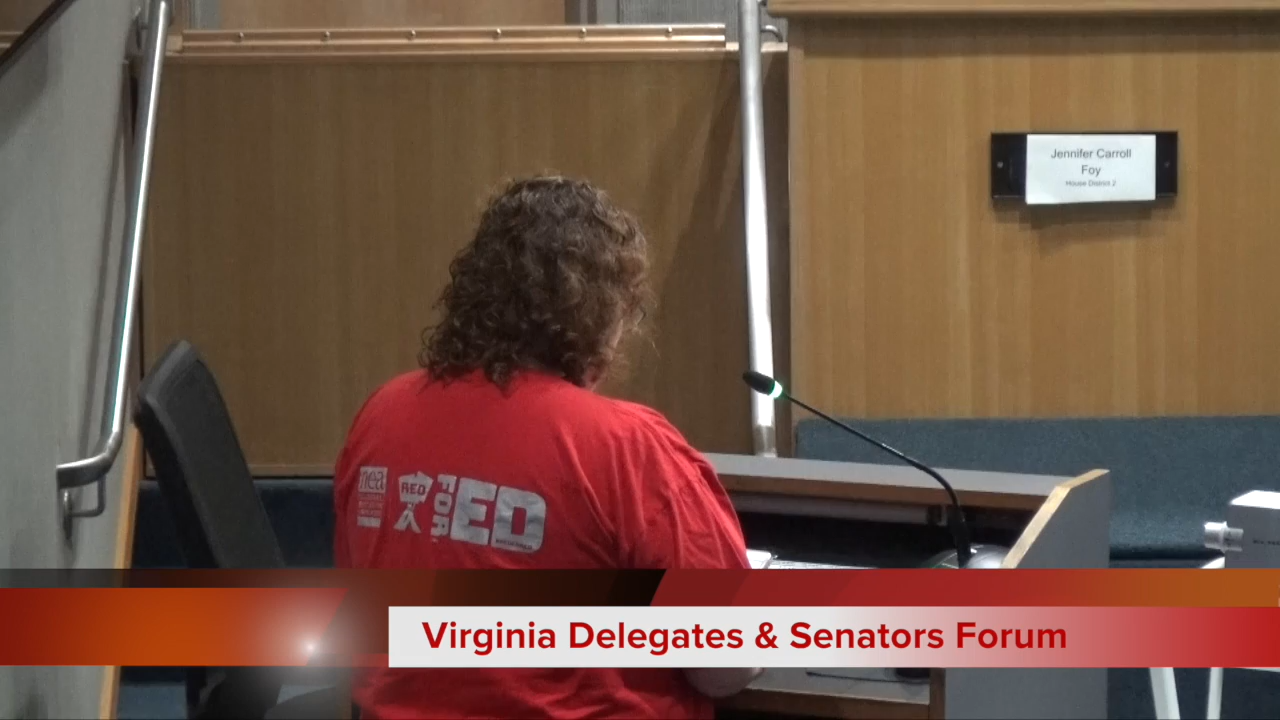 Jennifer Carroll
Foy
House District 2
nea
RED
FOR
ED
Virginia Delegates & Senators Forum